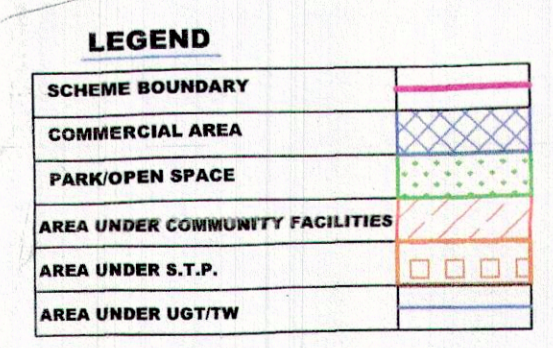 LEGEND
SCHEME BOUNDARY
COMMERCIAL AREA
PARK/OPEN SPACE
AREA UNDER COMMUNITY FACILITIES
AREA UNDER S.T.P.
AREA UNDER UGT/TW